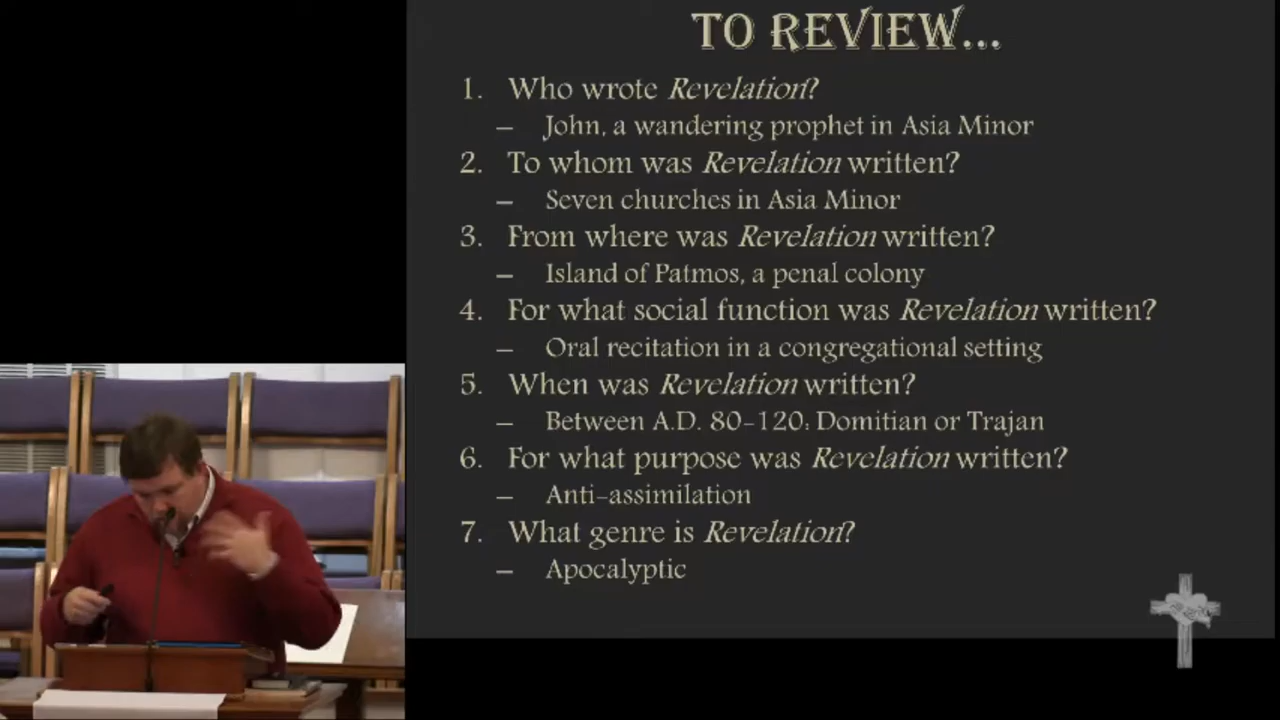 TO REVIEW...
1. Who wrote Revelation?
– John, a wandering prophet in Asia Minor
2. To whom was Revelation written?
– Seven churches in Asia Minor
3. From where was Revelation written?
– Island of Patmos, a penal colony
4. For what social function was Revelation written?
– Oral recitation in a congregational setting
5. When was Revelation written?
– Between A.D. 80-120: Domitian or Trajan
6. For what purpose was Revelation written?
– Anti-assimilation
7. What genre is Revelation?
– Apocalyptic